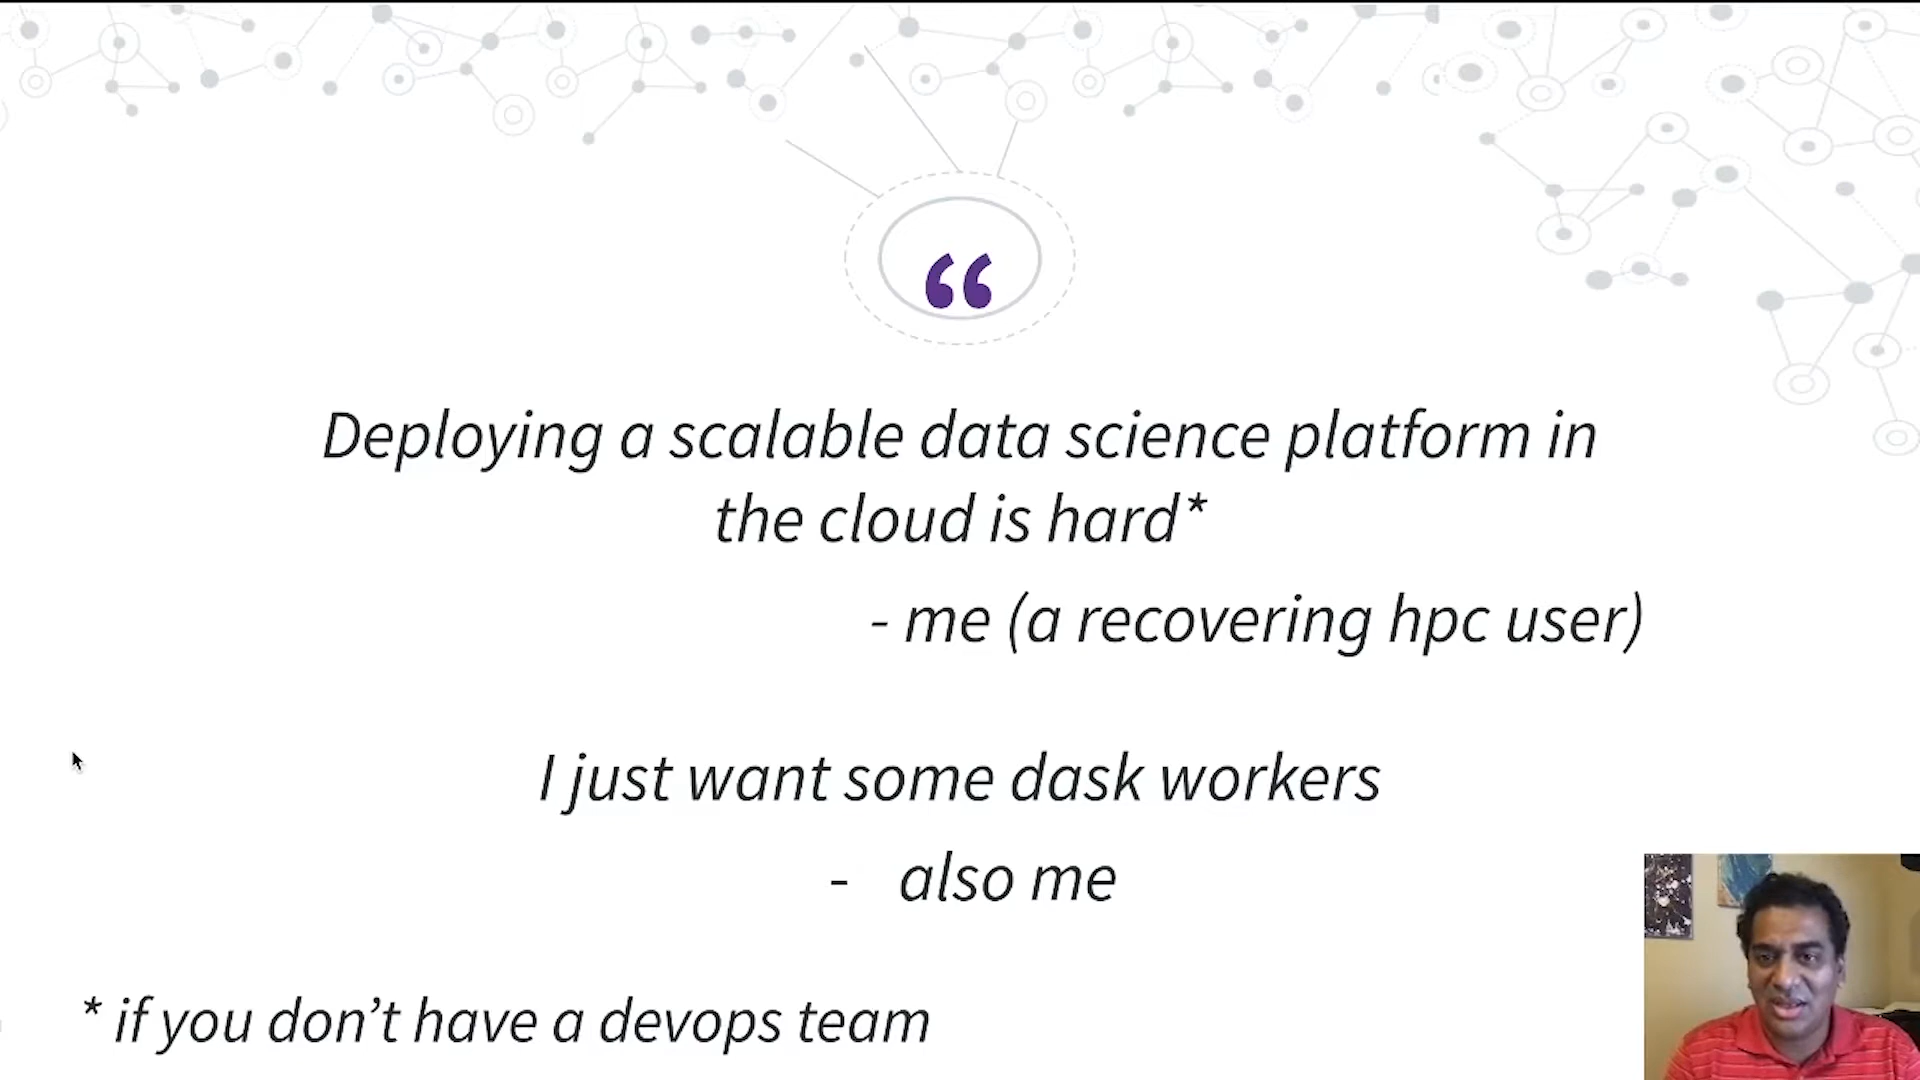 “
Deploying a scalable data science platform in
the cloud is hard*
- me (a recovering hpc user)
I just want some dask workers
- also me
* if you don’t have a devops team